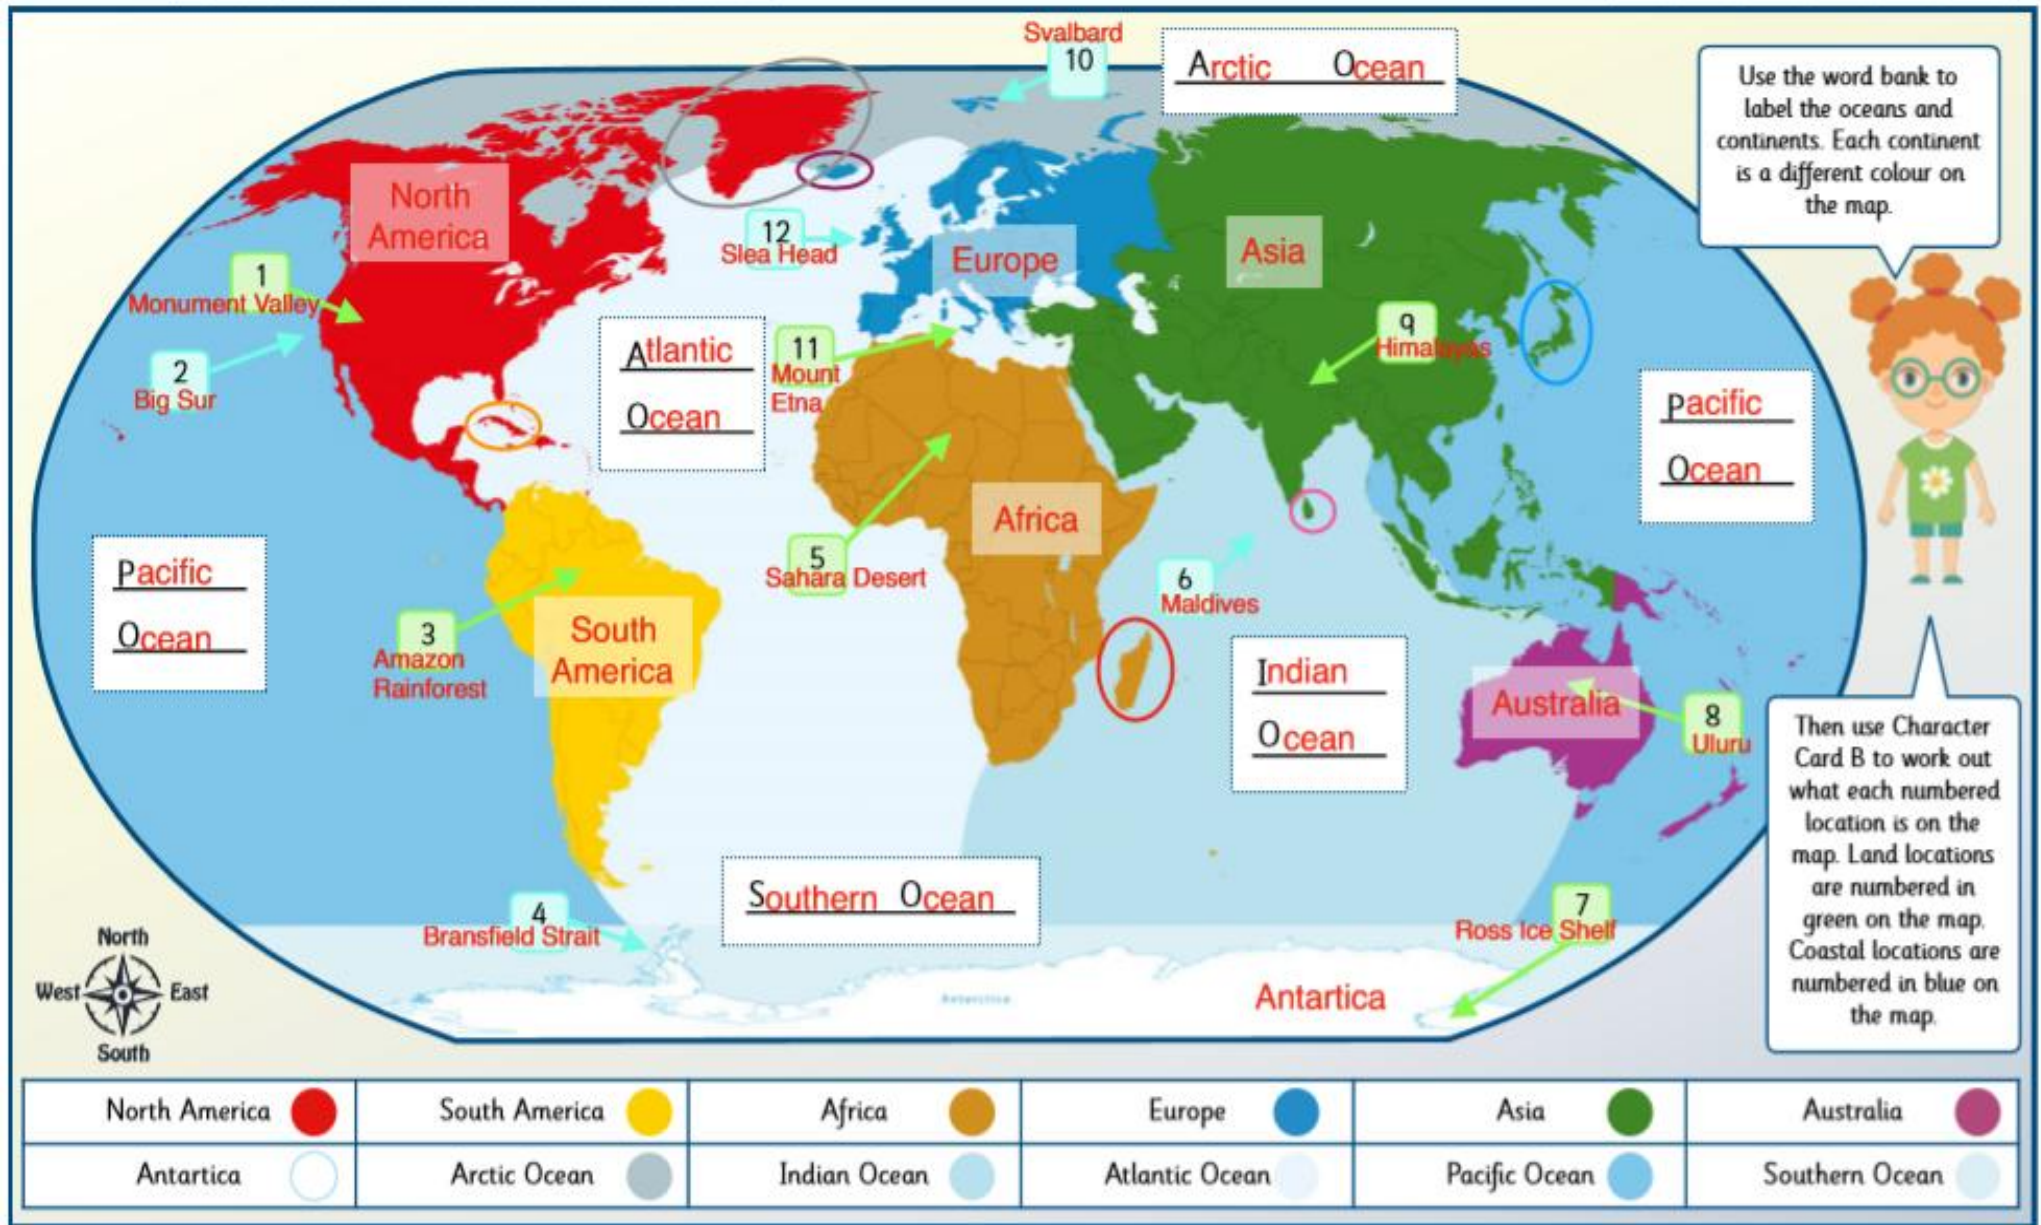 Svalbard
10
Arctic Ocean
Use the word bank to
label the oceans and
continents. Each continent
is a different colour on
the map.
North
America
12
Slea Head
Europe
Asia
1
Monument Valley
2
Big Sur
Atlantic
Ocean
11
Mount
Etna
9
Himalayas
Pacific
Ocean
Africa
5
Sahara Desert
6
Maldives
Pacific
Ocean
3
Amazon
Rainforest
South
America
Indian
Ocean
Australia
8
Uluru
Then use Character
Card B to work out
what each numbered
location is on the
map. Land locations
are numbered in
green on the map.
Coastal locations are
numbered in blue on
the map.
Southern Ocean
4
Bransfield Strait
7
Ross Ice Shelf
North
West East
South
Antarctica
Antartica
North America
South America
Africa
Europe
Asia
Australia
Antartica
Arctic Ocean
Indian Ocean
Atlantic Ocean
Pacific Ocean
Southern Ocean